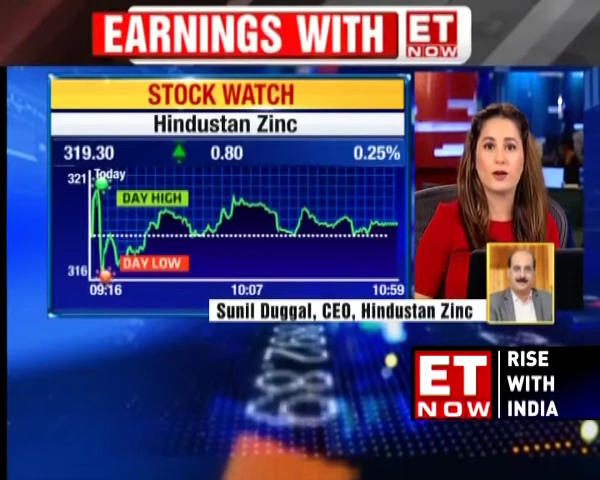 EARNINGS WITH ET NOW
STOCK WATCH
Hindustan Zinc
319.30 0.80 0.25%
321 Today
DAY HIGH
DAY LOW
316
09:16 10:07 10:59
Sunil Duggal, CEO, Hindustan Zinc
ET NOW
RISE WITH INDIA